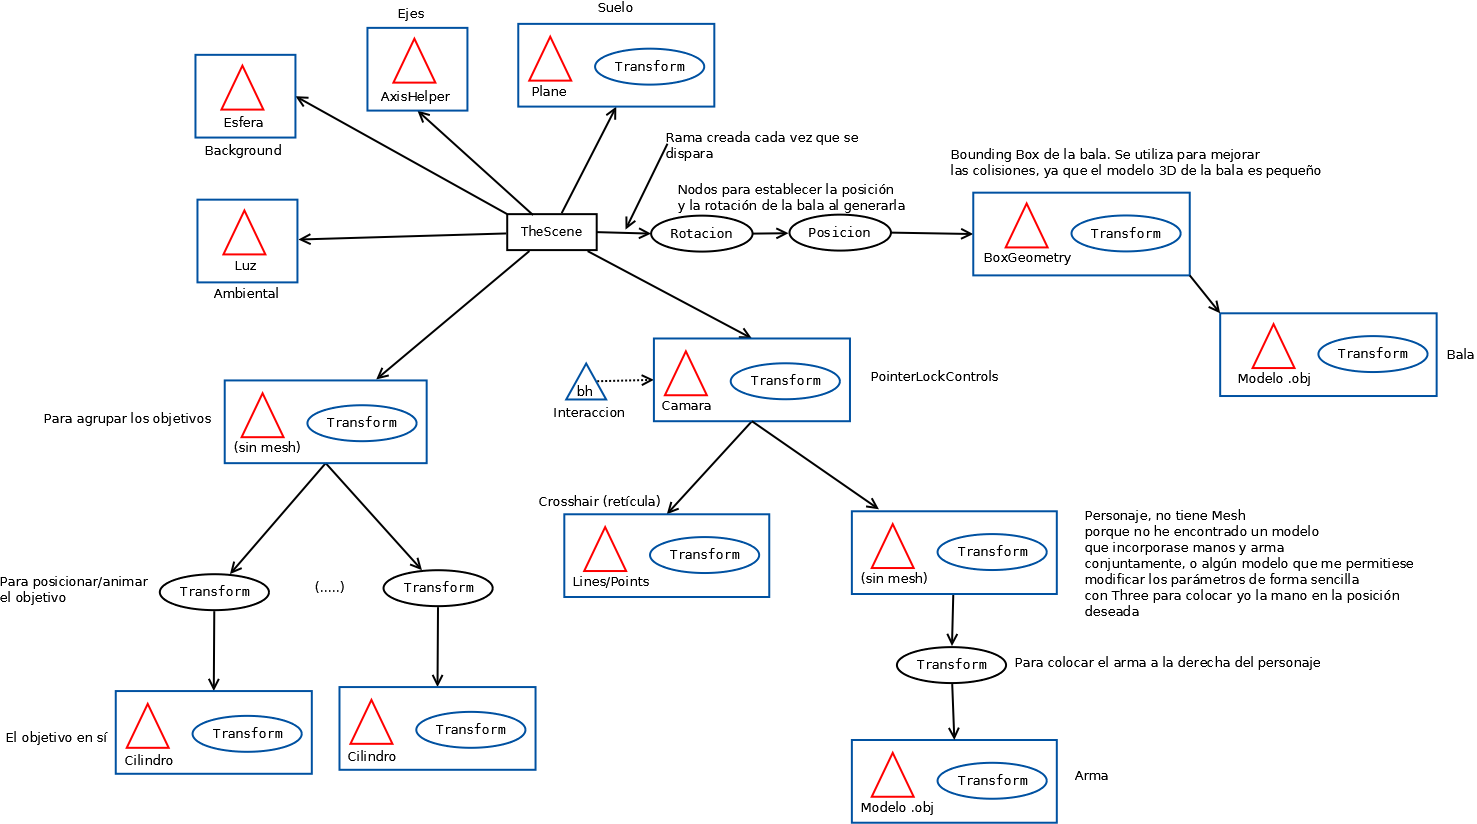 Ejes
AxisHelper
Suelo
Plane
Transform
Esfera
Background
Rama creada cada vez que se
dispara
Nodos para establecer la posición
y la rotación de la bala al generarla
Bounding Box de la bala. Se utiliza para mejorar
las colisiones, ya que el modelo 3D de la bala es pequeño
TheScene
Rotacion
Posicion
BoxGeometry
Transform
Luz
Ambiental
Modelo .obj
Transform
Bala
Para agrupar los objetivos
(sin mesh)
Transform
bh
Interaccion
Camara
Transform
PointerLockControls
Crosshair (retícula)
Lines/Points
Transform
(sin mesh)
Transform
Personaje, no tiene Mesh
porque no he encontrado un modelo
que incorporase manos y arma
conjuntamente, o algún modelo que me permitiese
modificar los parámetros de forma sencilla
con Three para colocar yo la mano en la posición
deseada
Para posicionar/animar
el objetivo
Transform
(.....)
Transform
Transform
Para colocar el arma a la derecha del personaje
El objetivo en sí
Cilindro
Transform
Cilindro
Transform
Modelo .obj
Transform
Arma